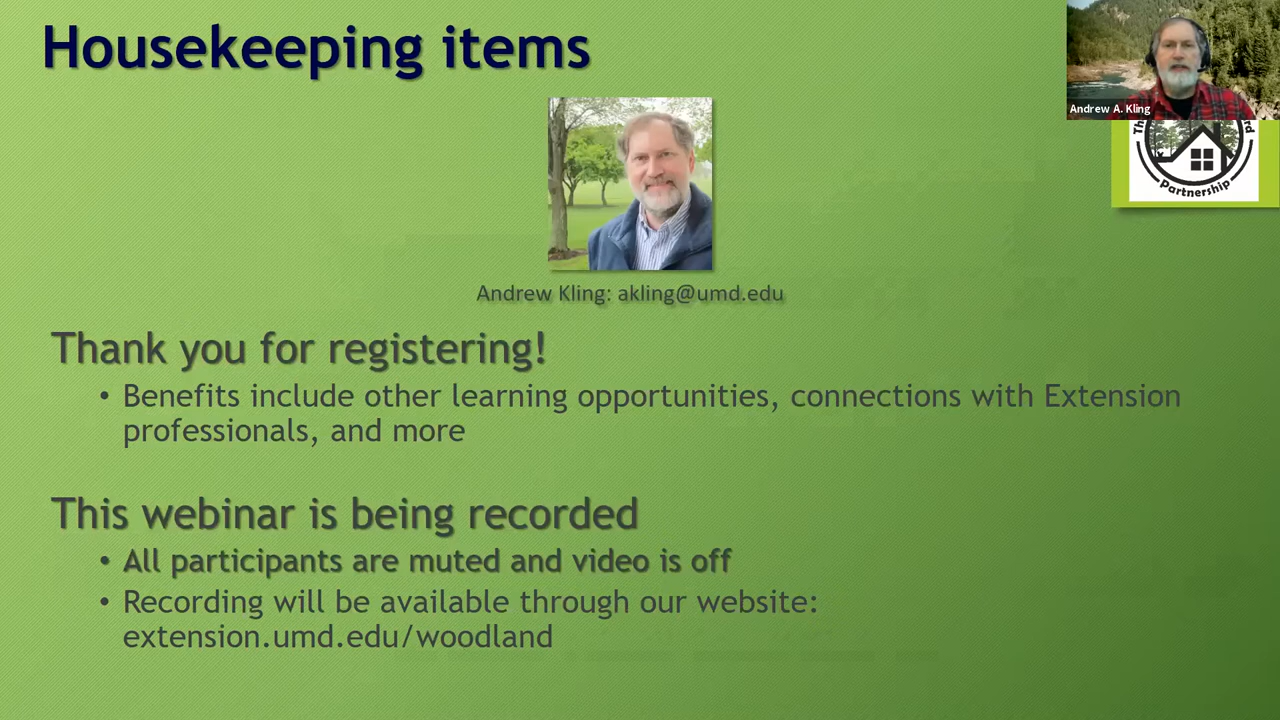 Housekeeping items
Andrew A. Kling
Partnership
Andrew Kling: akling@umd.edu
Thank you for registering!
• Benefits include other learning opportunities, connections with Extension
professionals, and more
This webinar is being recorded
• All participants are muted and video is off
• Recording will be available through our website:
extension.umd.edu/woodland